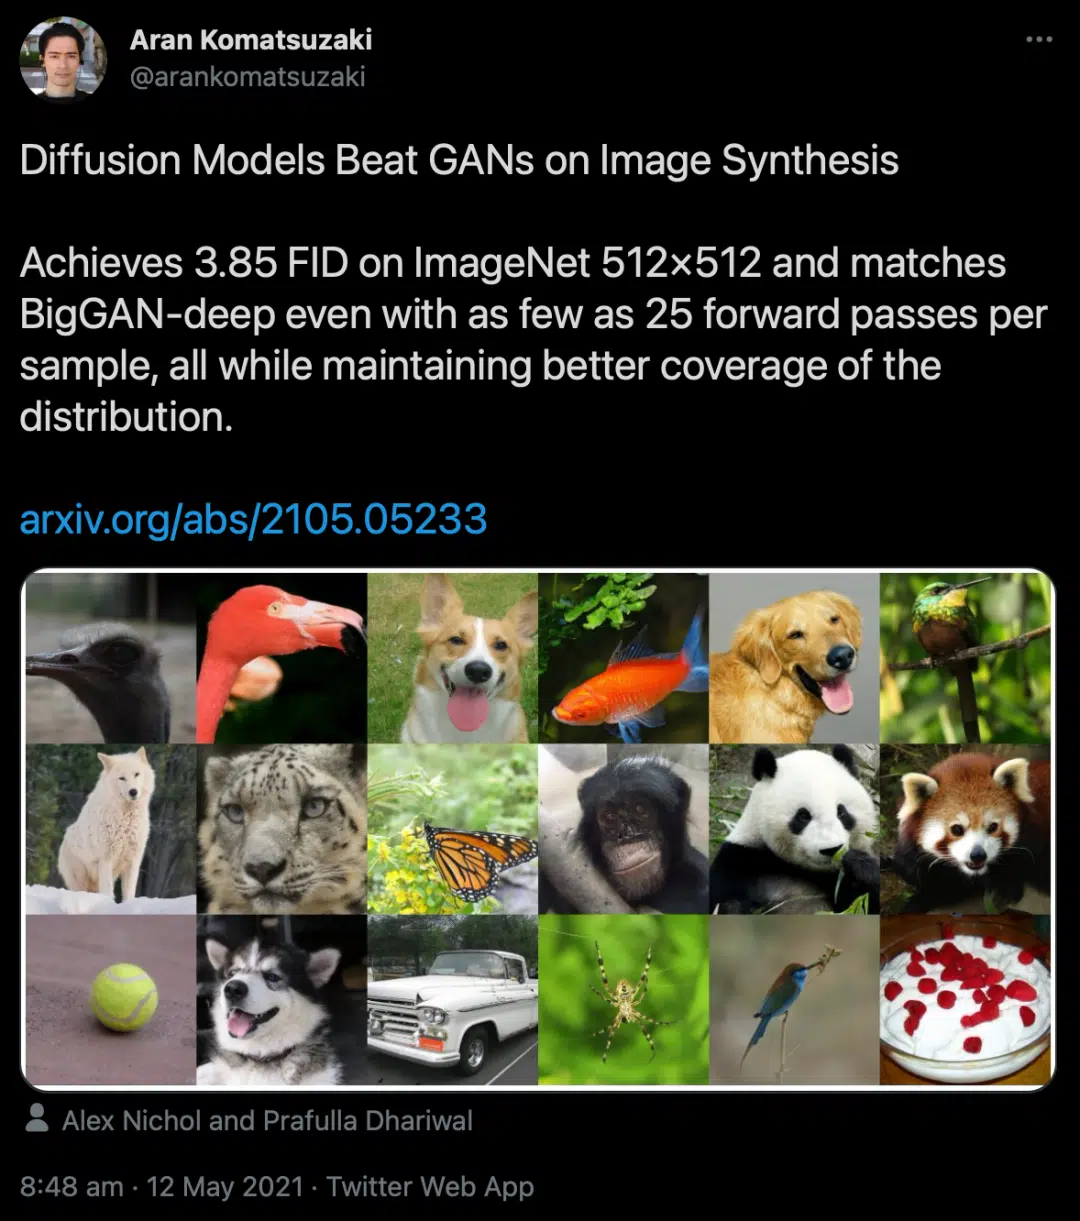 Aran Komatsuzaki
@arankomatsuzaki
Diffusion Models Beat GANs on Image Synthesis
Achieves 3.85 FID on ImageNet 512×512 and matches
BigGAN-deep even with as few as 25 forward passes per
sample, all while maintaining better coverage of the
distribution.
arxiv.org/abs/2105.05233
Alex Nichol and Prafulla Dhariwal
8:48 am · 12 May 2021 · Twitter Web App